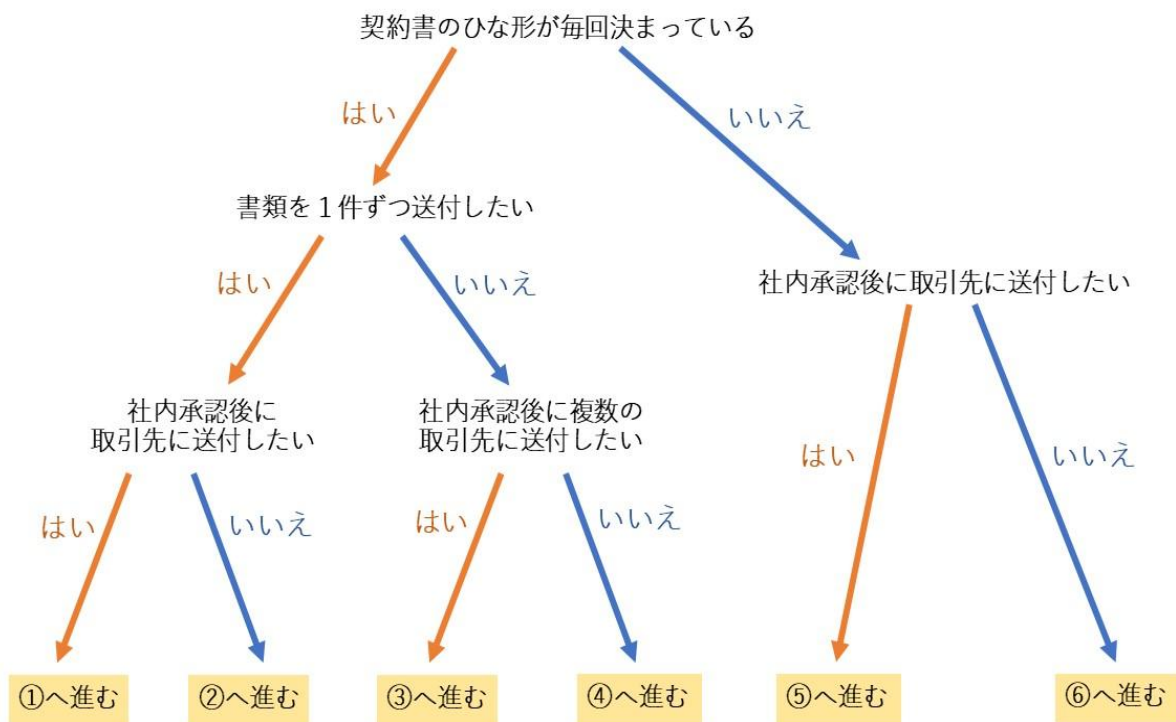 契約書のひな形が毎回決まっている
はい
いいえ
書類を１件ずつ送付したい
はい
いいえ
社内承認後に取引先に送付したい
社内承認後に
取引先に送付したい
社内承認後に複数の
取引先に送付したい
はい
いいえ
はい
いいえ
はい
いいえ
①へ進む
②へ進む
③へ進む
④へ進む
⑤へ進む
⑥へ進む